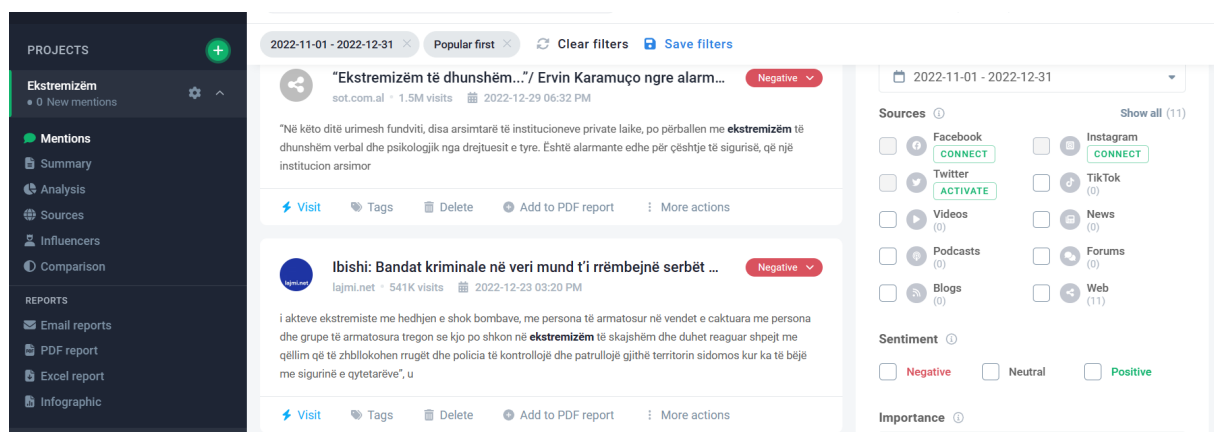 PROJECTS
Ekstremizëm
0 New mentions
Mentions
Summary
Analysis
Sources
Influencers
Comparison
REPORTS
Email reports
PDF report
Excel report
Infographic
2022-11-01 - 2022-12-31 × Popular first × Clear filters Save filters
“Ekstremizëm të dhunshëm...”/ Ervin Karamuço ngre alarm... Negative
sot.com.al • 1.5M visits 2022-12-29 06:32 PM
“Në këto ditë urimesh fundviti, disa arsimtarë të institucioneve private laike, po përballen me ekstremizëm të
dhunshëm verbal dhe psikologjik nga drejtuesit e tyre. Është alarmante edhe për çështje të sigurisë, që një
institucion arsimor
Visit Tags Delete Add to PDF report More actions
Ibishi: Bandat kriminale në veri mund t’i rrëmbejnë serbët ... Negative
lajmi.net
lajmi.net • 541K visits 2022-12-23 03:20 PM
i akteve ekstremiste me hedhjen e shok bombave, me persona të armatosur në vendet e caktuara me persona
dhe grupe të armatosura tregon se kjo po shkon në ekstremizëm të skajshëm dhe duhet reaguar shpejt me
qëllim që të zhbllokohen rrugët dhe policia të kontrollojë dhe patrullojë gjithë territorin sidomos kur ka të bëjë
me sigurinë e qytetarëve”, u
Visit Tags Delete Add to PDF report More actions
2022-11-01 - 2022-12-31
Sources Show all (11)
Facebook
CONNECT
Instagram
CONNECT
Twitter
ACTIVATE
TikTok
(0)
Videos
(0)
News
(0)
Podcasts
(0)
Forums
(0)
Blogs
(0)
Web
(11)
Sentiment
Negative Neutral Positive
Importance